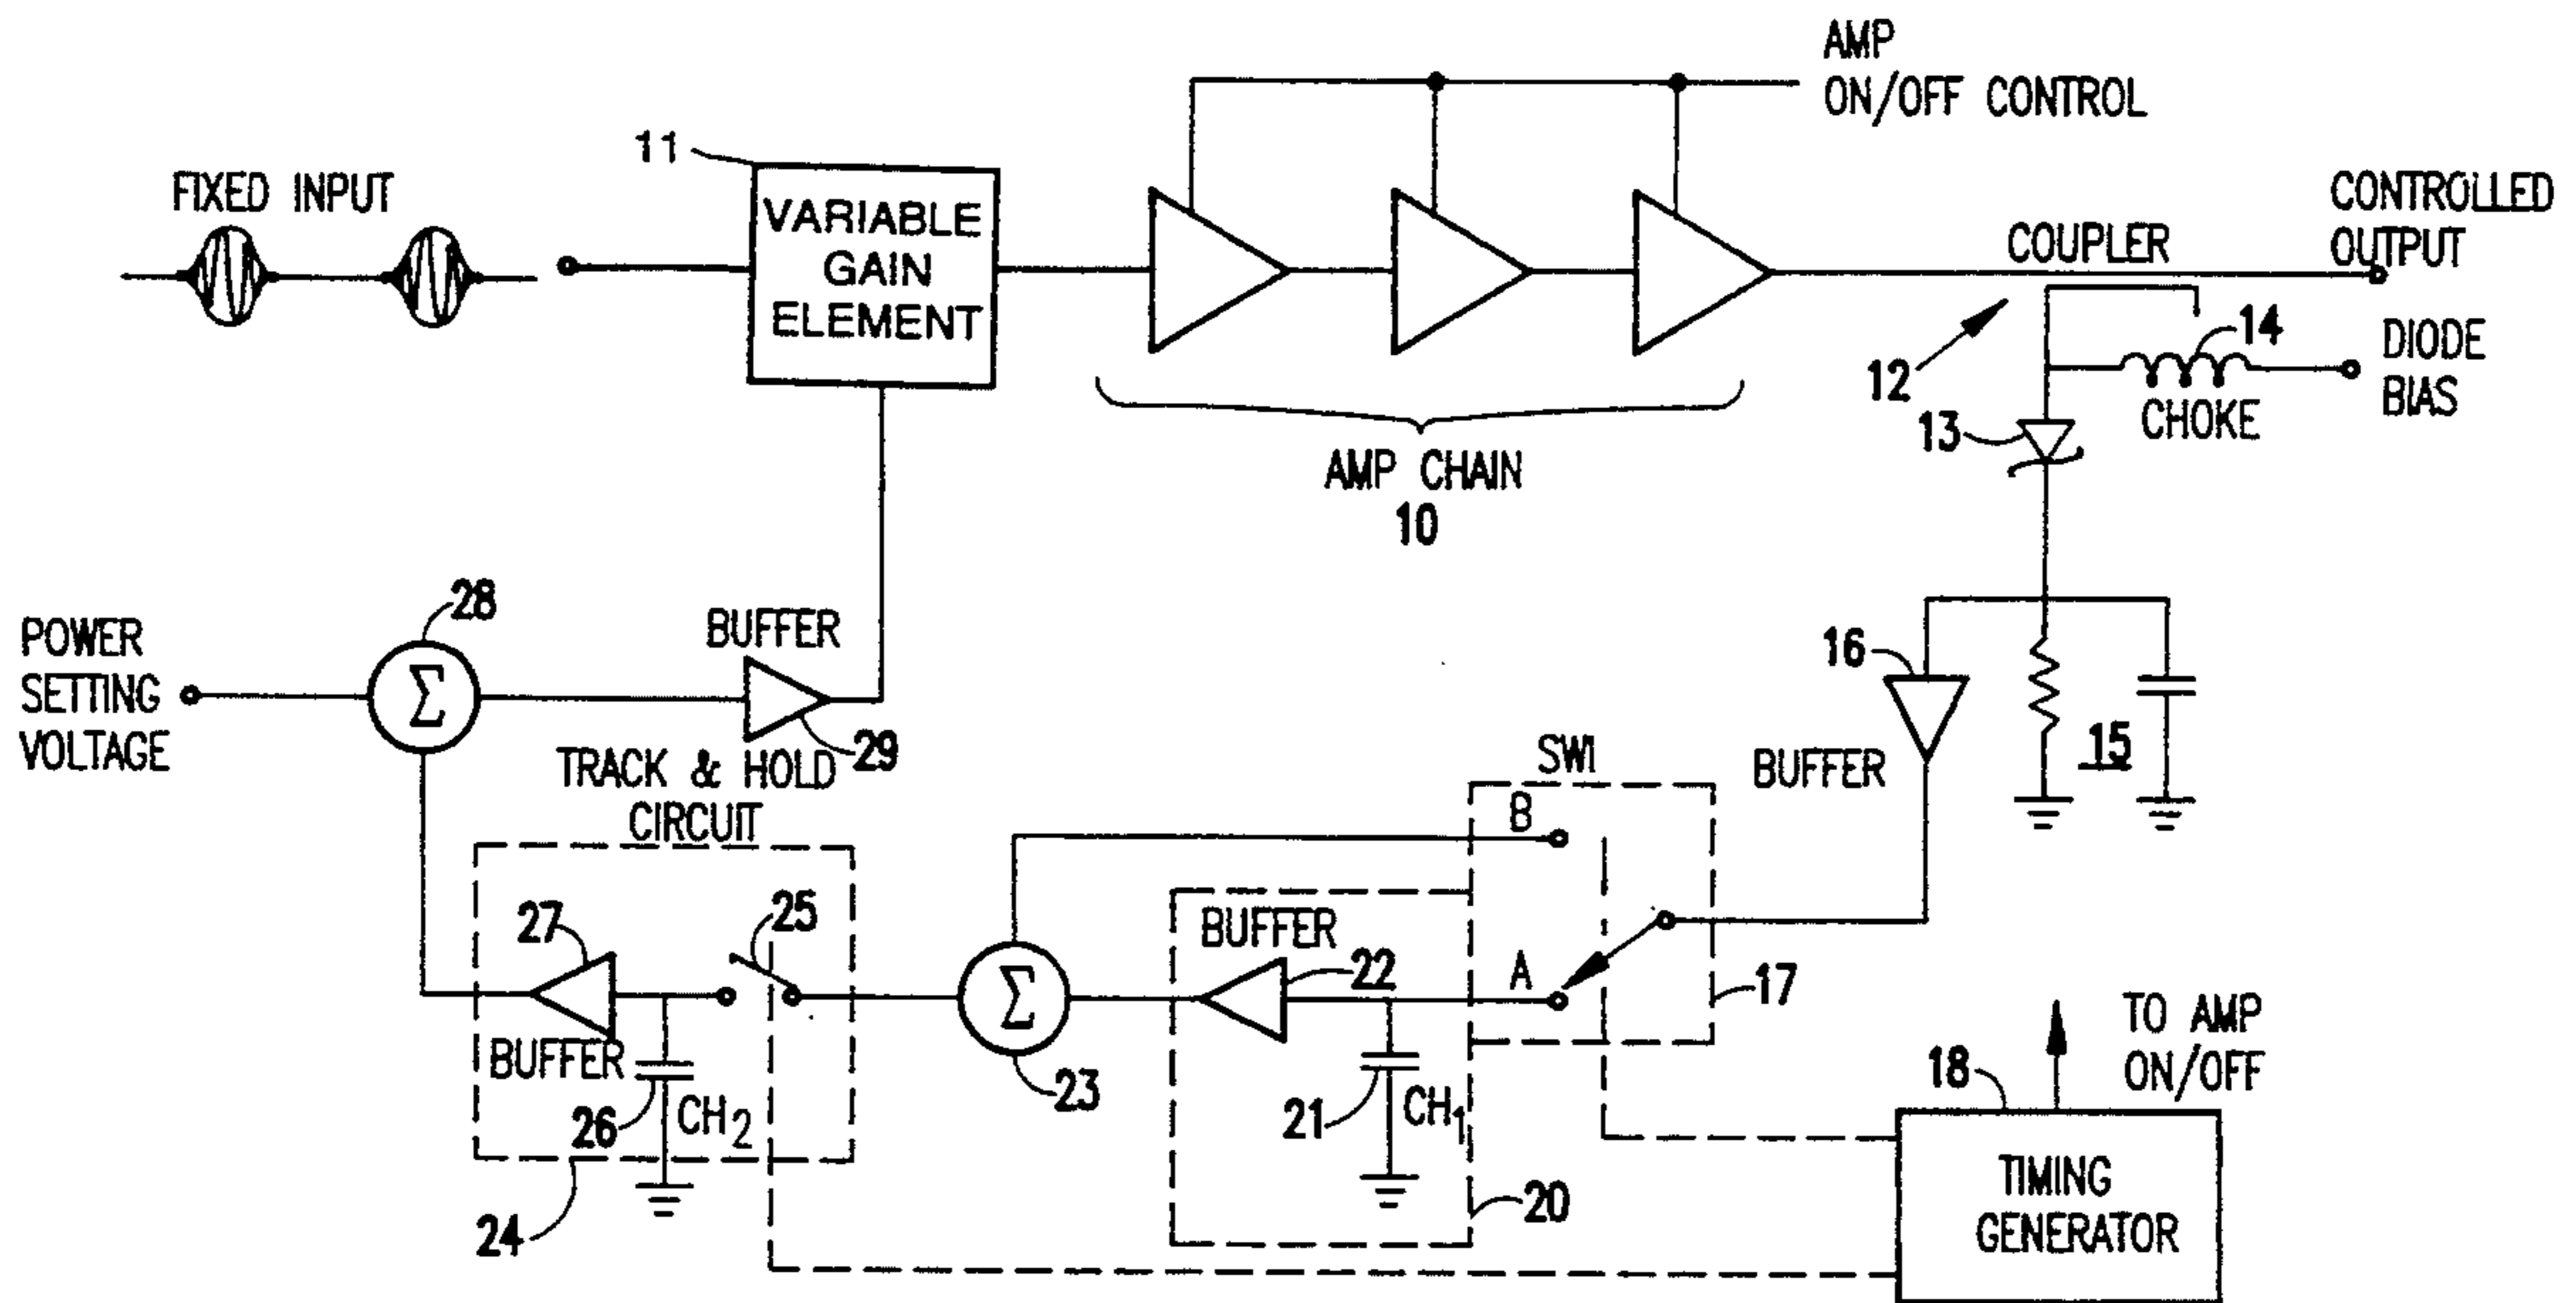 AMP
ON/OFF CONTROL
11
FIXED INPUT
VARIABLE
GAIN
ELEMENT
CONTROLLED
OUTPUT
COUPLER
14
12
DIODE
BIAS
CHOKE
13
AMP CHAIN
10
28
POWER
SETTING
VOLTAGE
Σ
BUFFER
29
16
15
BUFFER
TRACK & HOLD
CIRCUIT
SW1
B
A
17
27
25
BUFFER
BUFFER
22
Σ
23
26
CH2
21
CH1
24
20
18
TO AMP
ON/OFF
TIMING
GENERATOR